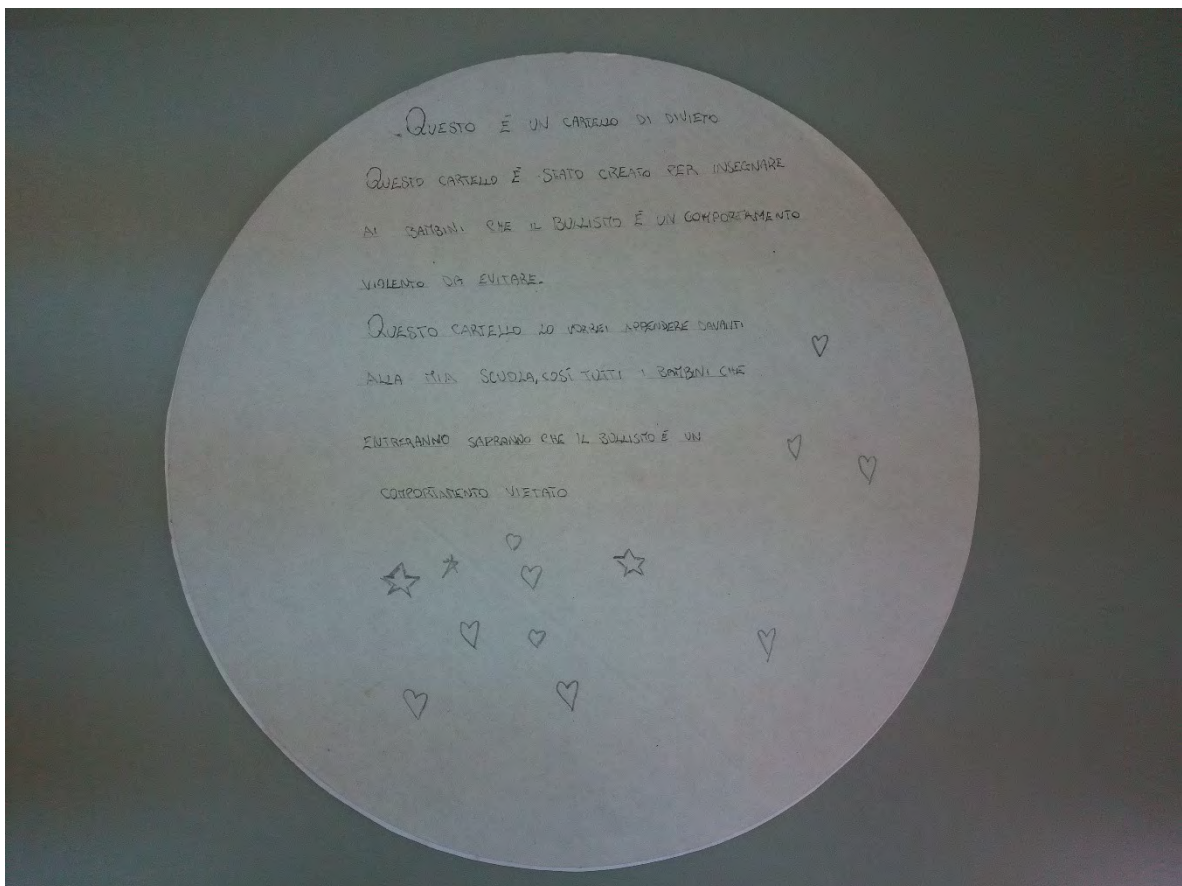 QUESTO É UN CARTELLO DI DIVIETO
QUESTO CARTELLO É STATO CREATO PER INSEGNARE
AI BAMBINI CHE IL BULLISMO É UN COMPORTAMENTO
VIOLENTO DA EVITARE.
QUESTO CARTELLO LO VORREI APPENDERE DAVANTI
ALLA MIA SCUOLA, COSÍ TUTTI I BAMBINI CHE
ENTRERANNO SAPRANNO CHE IL BULLISMO É UN
COMPORTAMENTO VIETATO